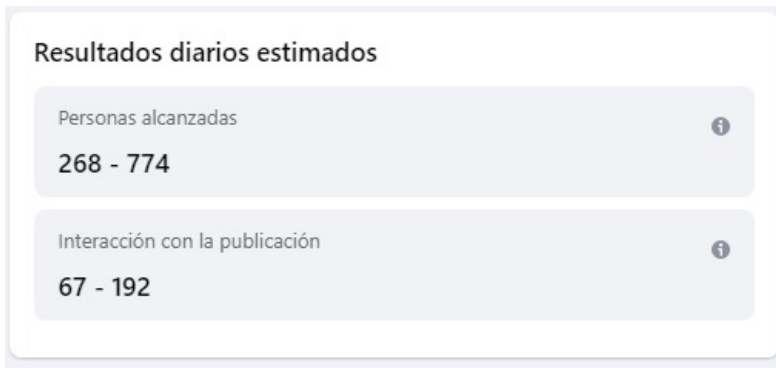 Resultados diarios estimados
Personas alcanzadas
268 - 774
Interacción con la publicación
67 - 192